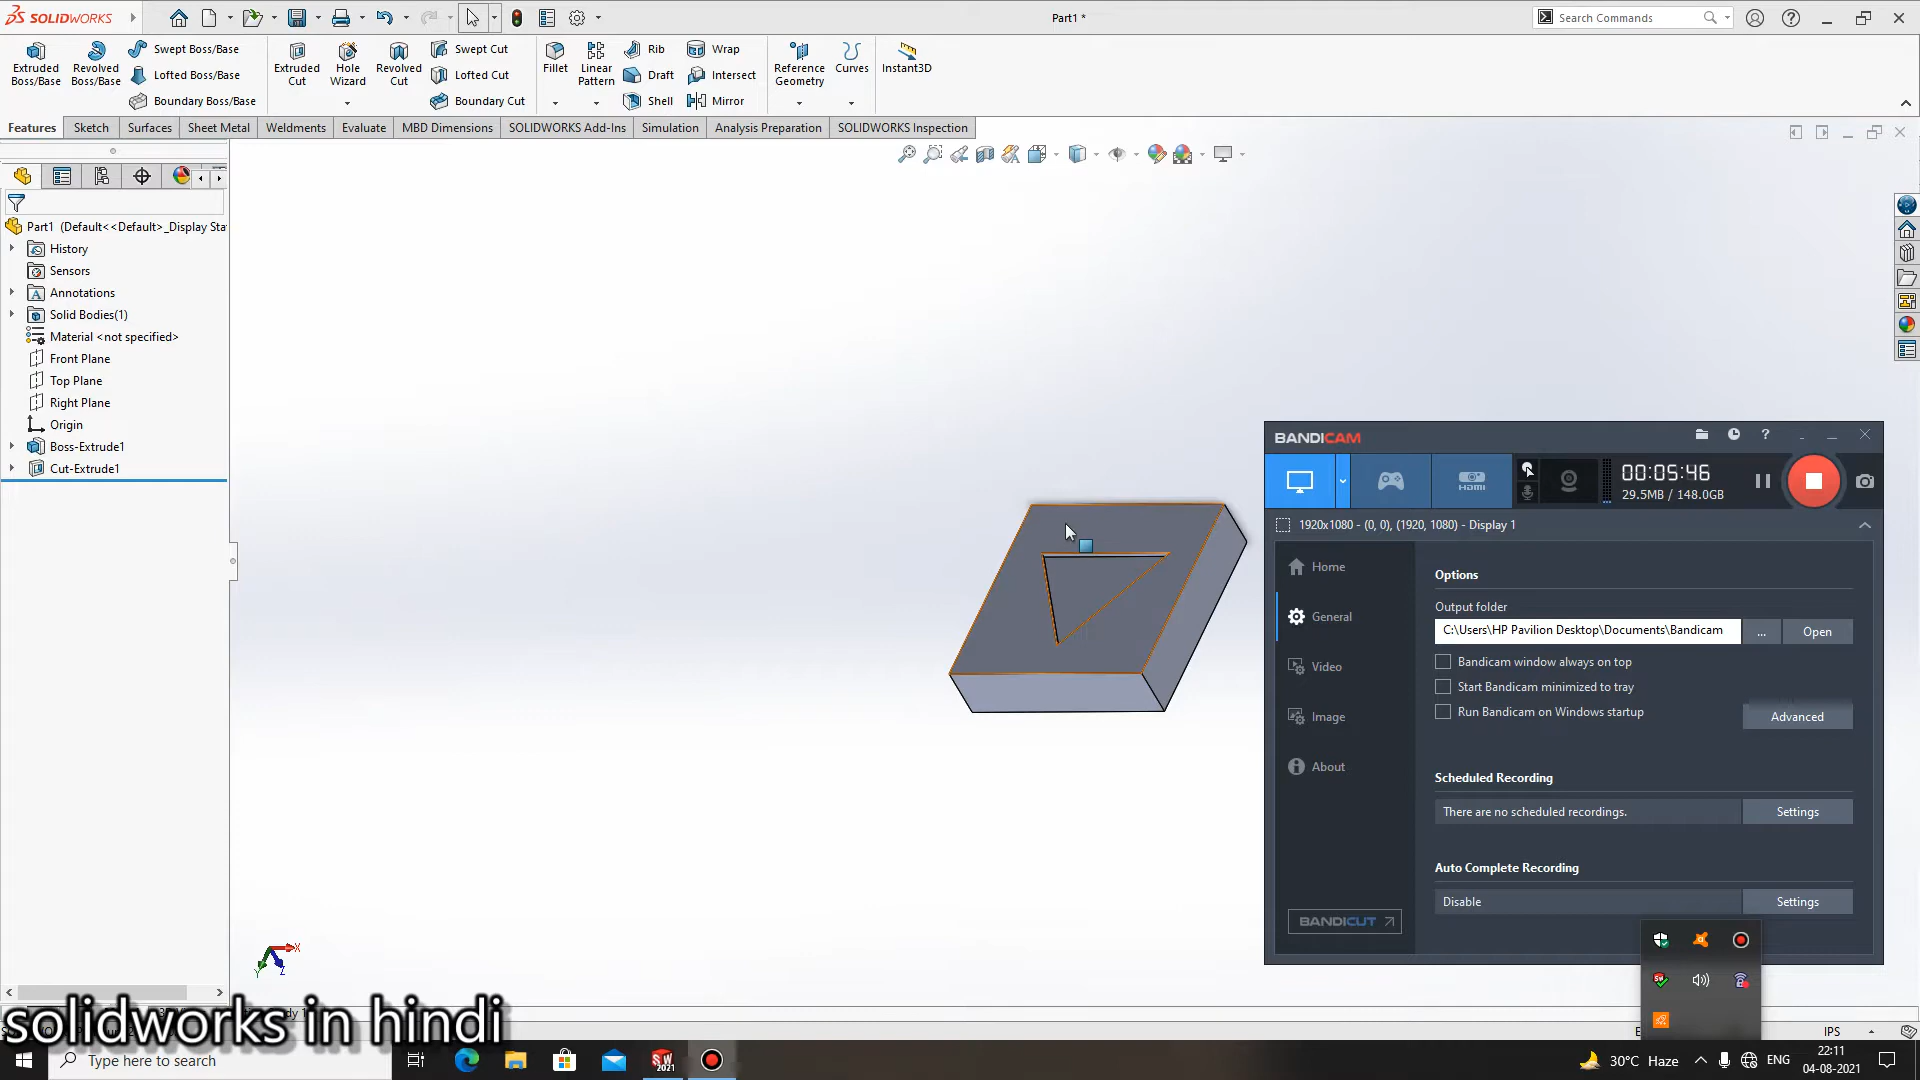 SOLIDWORKS
Part1 *
Search Commands
Extruded Boss/Base
Revolved Boss/Base
Swept Boss/Base
Lofted Boss/Base
Boundary Boss/Base
Extruded Cut
Hole Wizard
Revolved Cut
Swept Cut
Lofted Cut
Boundary Cut
Fillet
Linear Pattern
Rib
Draft
Shell
Wrap
Intersect
Mirror
Reference Geometry
Curves
Instant3D
Features
Sketch
Surfaces
Sheet Metal
Weldments
Evaluate
MBD Dimensions
SOLIDWORKS Add-Ins
Simulation
Analysis Preparation
SOLIDWORKS Inspection
Part1 (Default<<Default>_Display Sta
History
Sensors
Annotations
Solid Bodies(1)
Material <not specified>
Front Plane
Top Plane
Right Plane
Origin
Boss-Extrude1
Cut-Extrude1
BANDICAM
HDMI
00:05:46
29.5MB / 148.0GB
1920x1080 - (0, 0), (1920, 1080) - Display 1
Home
General
Video
Image
About
BANDICUT
Options
Output folder
C:\Users\HP Pavilion Desktop\Documents\Bandicam
...
Open
Bandicam window always on top
Start Bandicam minimized to tray
Run Bandicam on Windows startup
Advanced
Scheduled Recording
There are no scheduled recordings.
Settings
Auto Complete Recording
Disable
Settings
X
Y
Z
solidworks in hindi
IPS
Type here to search
SW
2021
30°C Haze
ENG
22:11
04-08-2021